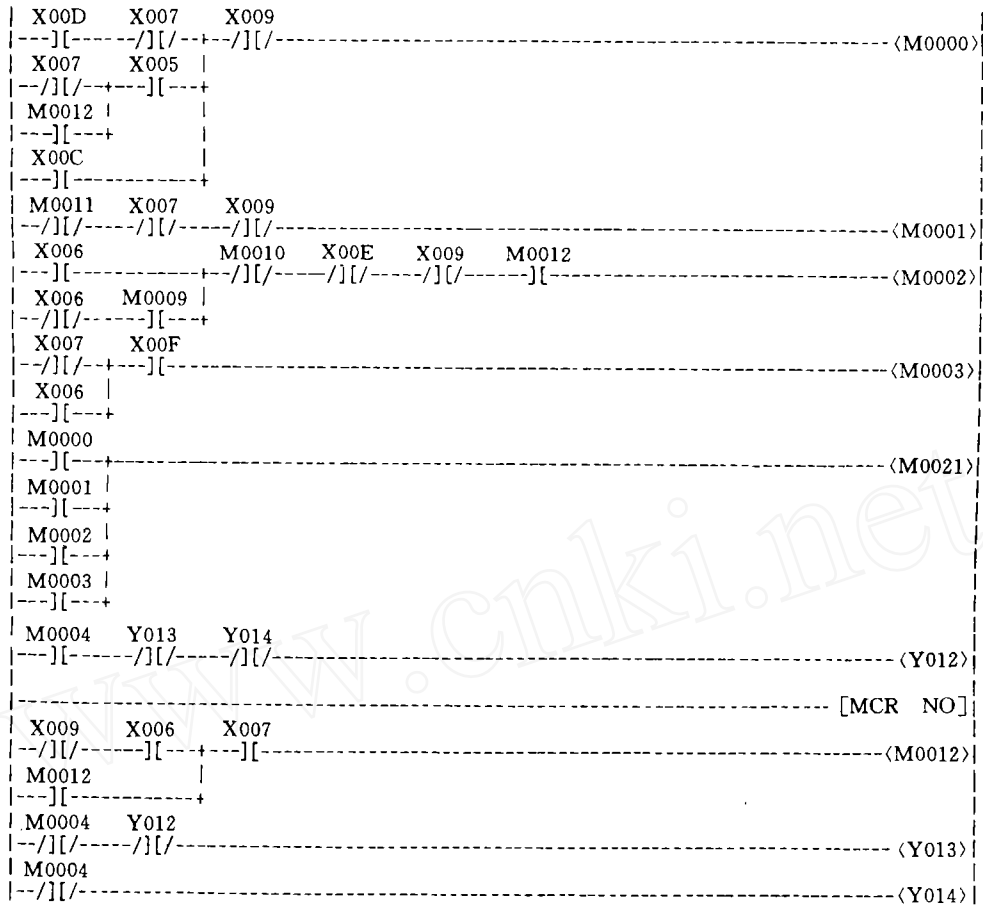 X00D X007 X009
|---][------/][/--+--/][/------------------------------⟨M0000⟩|
X007 X005
|--/][/--+---][---+
M0012
|---][---+
X00C
|---][------------+
M0011 X007 X009
|--/][/-----/][/-----/][/------------------------------⟨M0001⟩|
X006 M0010 X00E X009 M0012
|---][------------+--/][/-----/][/-----/][/------][------------------------------⟨M0002⟩|
X006 M0009
|--/][/------][---+
X007 X00F
|--/][/--+---][------------------------------⟨M0003⟩|
X006
|---][---+
M0000
|---][---+------------------------------⟨M0021⟩|
M0001
|---][---+
M0002
|---][---+
M0003
|---][---+
M0004 Y013 Y014
|---][------/][/-----/][/------------------------------⟨Y012⟩|
|------------------------------[MCR NO]|
X009 X006 X007
|--/][/------][---+---][------------------------------⟨M0012⟩|
M0012
|---][------------+
M0004 Y012
|--/][/-----/][/------------------------------⟨Y013⟩|
M0004
|--/][/------------------------------⟨Y014⟩|
www.cnki.net